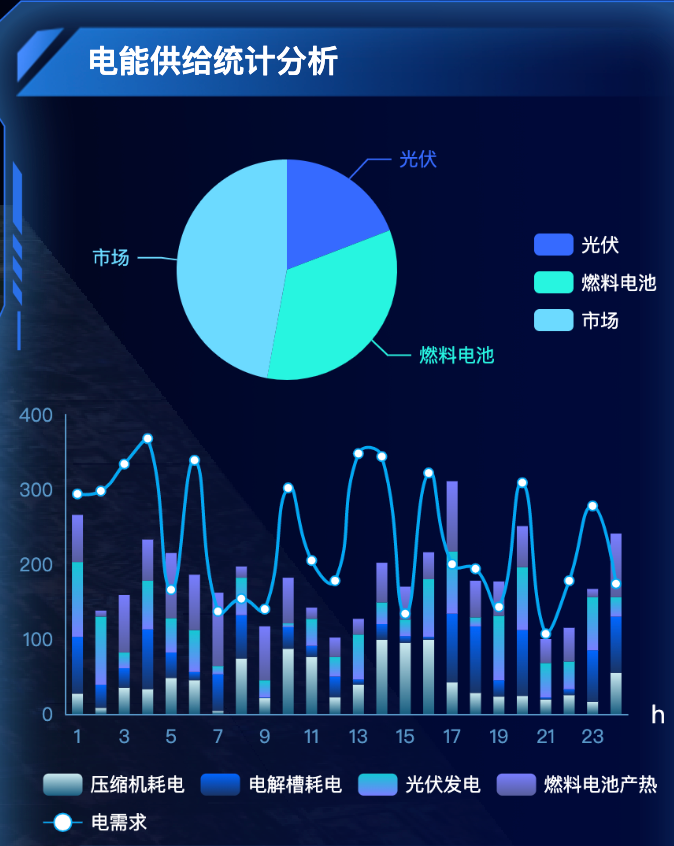 电能供给统计分析
光伏
市场
燃料电池
光伏
燃料电池
市场
400
300
200
100
0
1 3 5 7 9 11 13 15 17 19 21 23
h
压缩机耗电 电解槽耗电 光伏发电 燃料电池产热
电需求